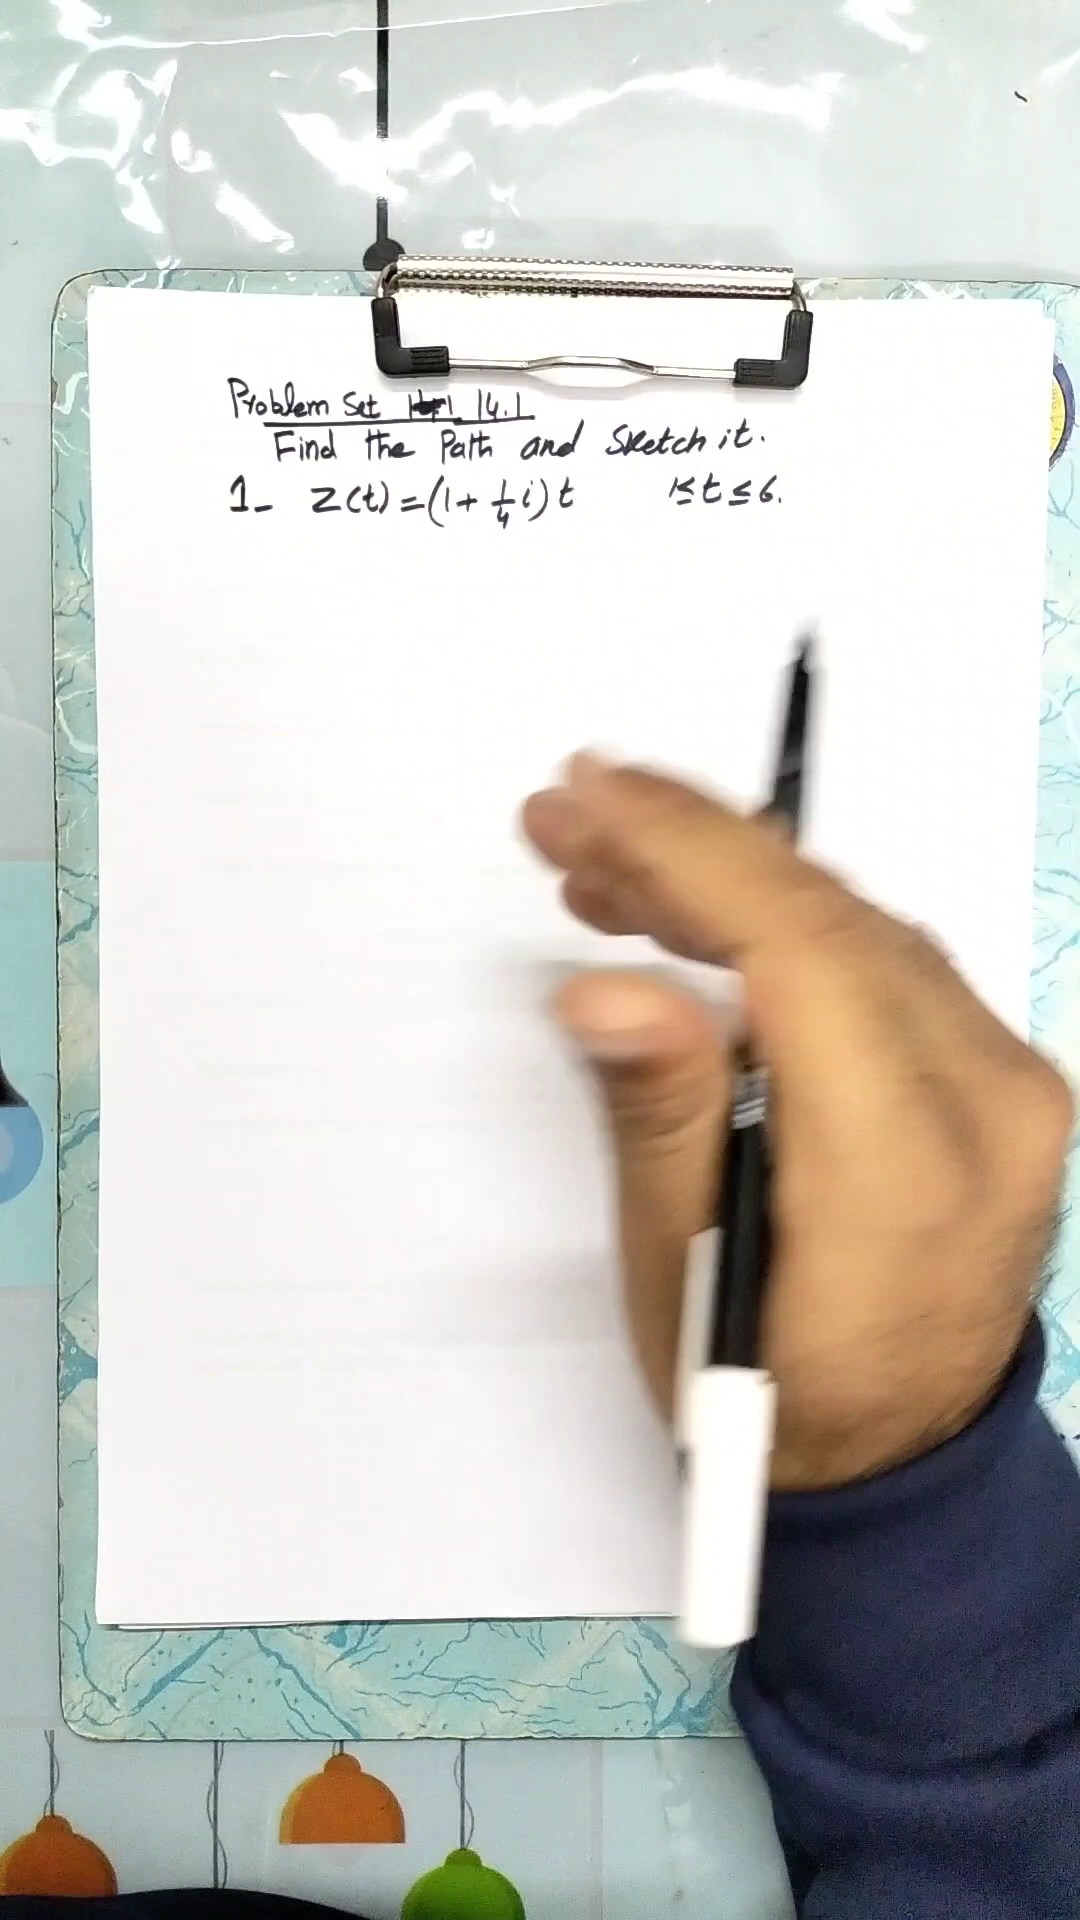 Problem Set 14.1
Find the Path and Sketch it.
1- z(t) = (1 + 1/4 i) t 1 ≤ t ≤ 6.